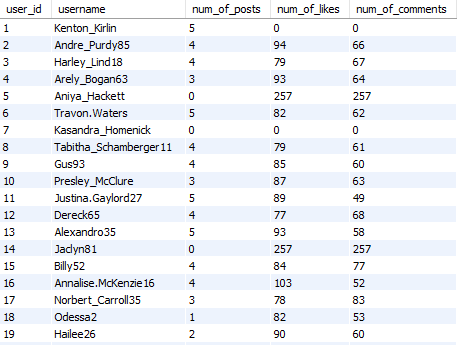 user_id username num_of_posts num_of_likes num_of_comments
1 Kenton_Kirlin 5 0 0
2 Andre_Purdy85 4 94 66
3 Harley_Lind18 4 79 67
4 Arely_Bogan63 3 93 64
5 Aniya_Hackett 0 257 257
6 Travon.Waters 5 82 62
7 Kasandra_Homenick 0 0 0
8 Tabitha_Schamberger11 4 79 61
9 Gus93 4 85 60
10 Presley_McClure 3 87 63
11 Justina.Gaylord27 5 89 49
12 Dereck65 4 77 68
13 Alexandro35 5 93 58
14 Jaclyn81 0 257 257
15 Billy52 4 84 77
16 Annalise.McKenzie16 4 103 52
17 Norbert_Carroll35 3 78 83
18 Odessa2 1 82 53
19 Hailee26 2 90 60